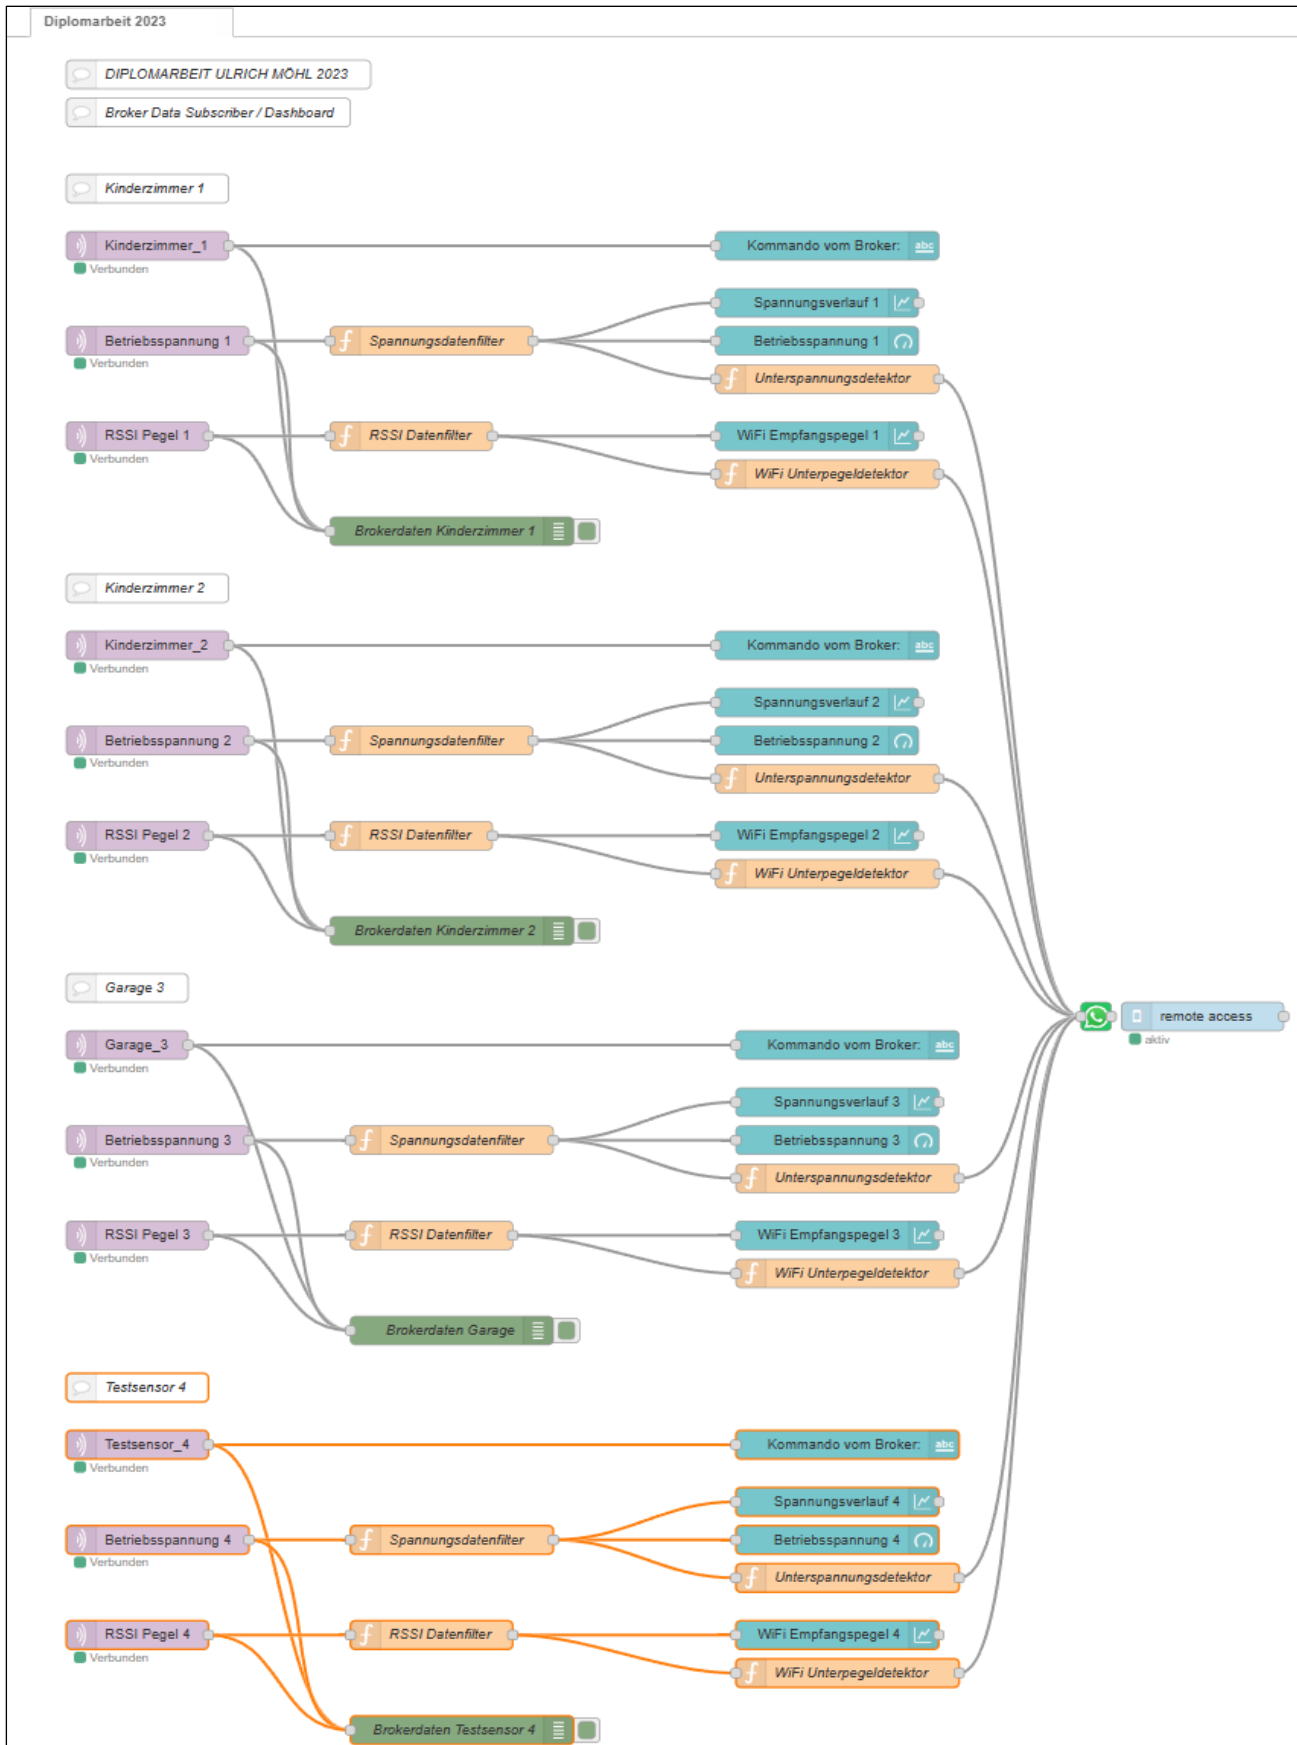 Diplomarbeit 2023
DIPLOMARBEIT ULRICH MÖHL 2023
Broker Data Subscriber / Dashboard
Kinderzimmer 1
Kinderzimmer_1
Kommando vom Broker:
abc
Verbunden
Spannungsverlauf 1
Betriebsspannung 1
Spannungsdatenfilter
Betriebsspannung 1
Verbunden
Unterspannungsdetektor
RSSI Pegel 1
RSSI Datenfilter
WiFi Empfangspegel 1
Verbunden
WiFi Unterpegeldetektor
Brokerdaten Kinderzimmer 1
Kinderzimmer 2
Kinderzimmer_2
Kommando vom Broker:
abc
Verbunden
Spannungsverlauf 2
Betriebsspannung 2
Spannungsdatenfilter
Betriebsspannung 2
Verbunden
Unterspannungsdetektor
RSSI Pegel 2
RSSI Datenfilter
WiFi Empfangspegel 2
Verbunden
WiFi Unterpegeldetektor
Brokerdaten Kinderzimmer 2
Garage 3
remote access
aktiv
Garage_3
Kommando vom Broker:
abc
Verbunden
Spannungsverlauf 3
Betriebsspannung 3
Spannungsdatenfilter
Betriebsspannung 3
Verbunden
Unterspannungsdetektor
RSSI Pegel 3
RSSI Datenfilter
WiFi Empfangspegel 3
Verbunden
WiFi Unterpegeldetektor
Brokerdaten Garage
Testsensor 4
Testsensor_4
Kommando vom Broker:
abc
Verbunden
Spannungsverlauf 4
Betriebsspannung 4
Spannungsdatenfilter
Betriebsspannung 4
Verbunden
Unterspannungsdetektor
RSSI Pegel 4
RSSI Datenfilter
WiFi Empfangspegel 4
Verbunden
WiFi Unterpegeldetektor
Brokerdaten Testsensor 4